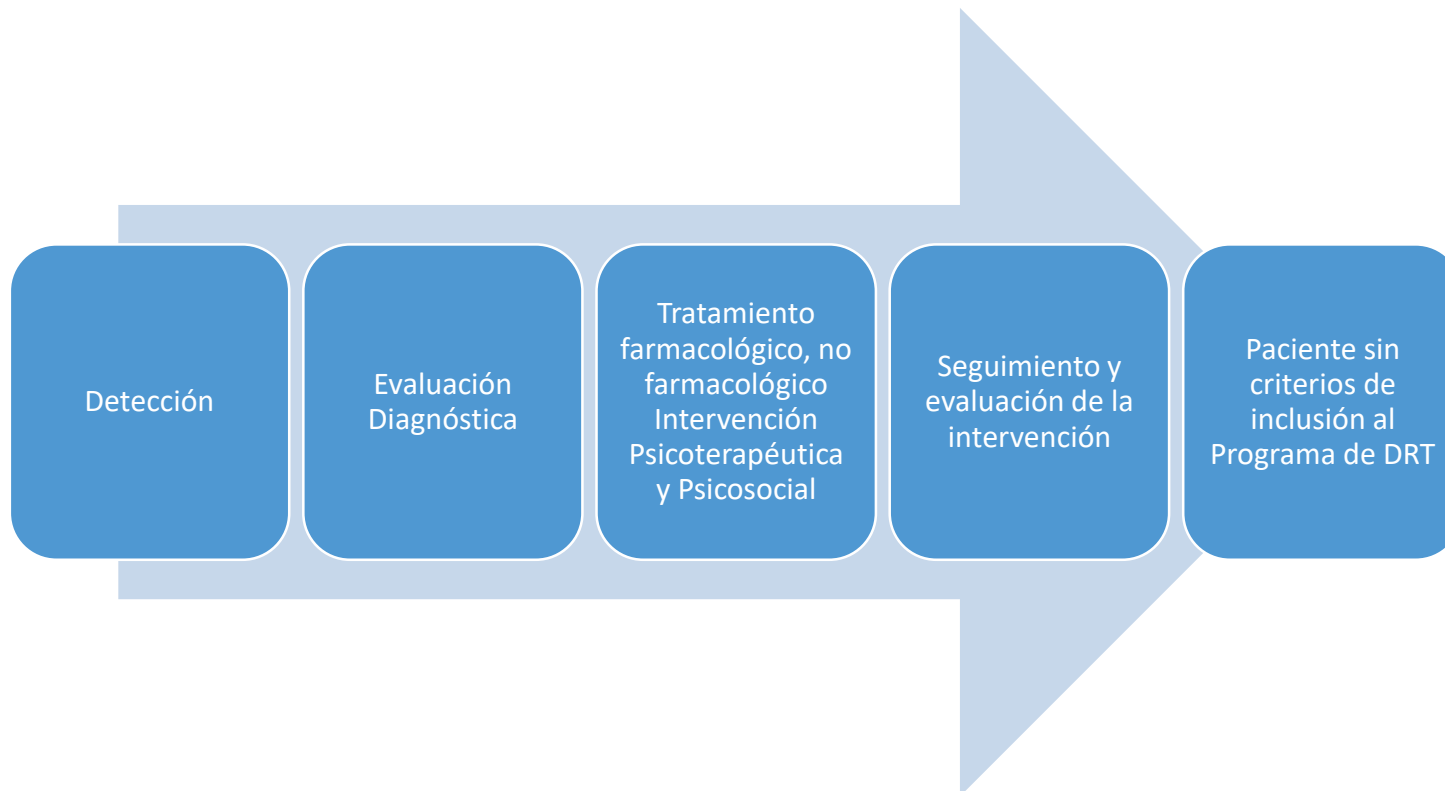 Detección
Evaluación
Diagnóstica
Tratamiento
farmacológico, no
farmacológico
Intervención
Psicoterapéutica
y Psicosocial
Seguimiento y
evaluación de la
intervención
Paciente sin
criterios de
inclusión al
Programa de DRT